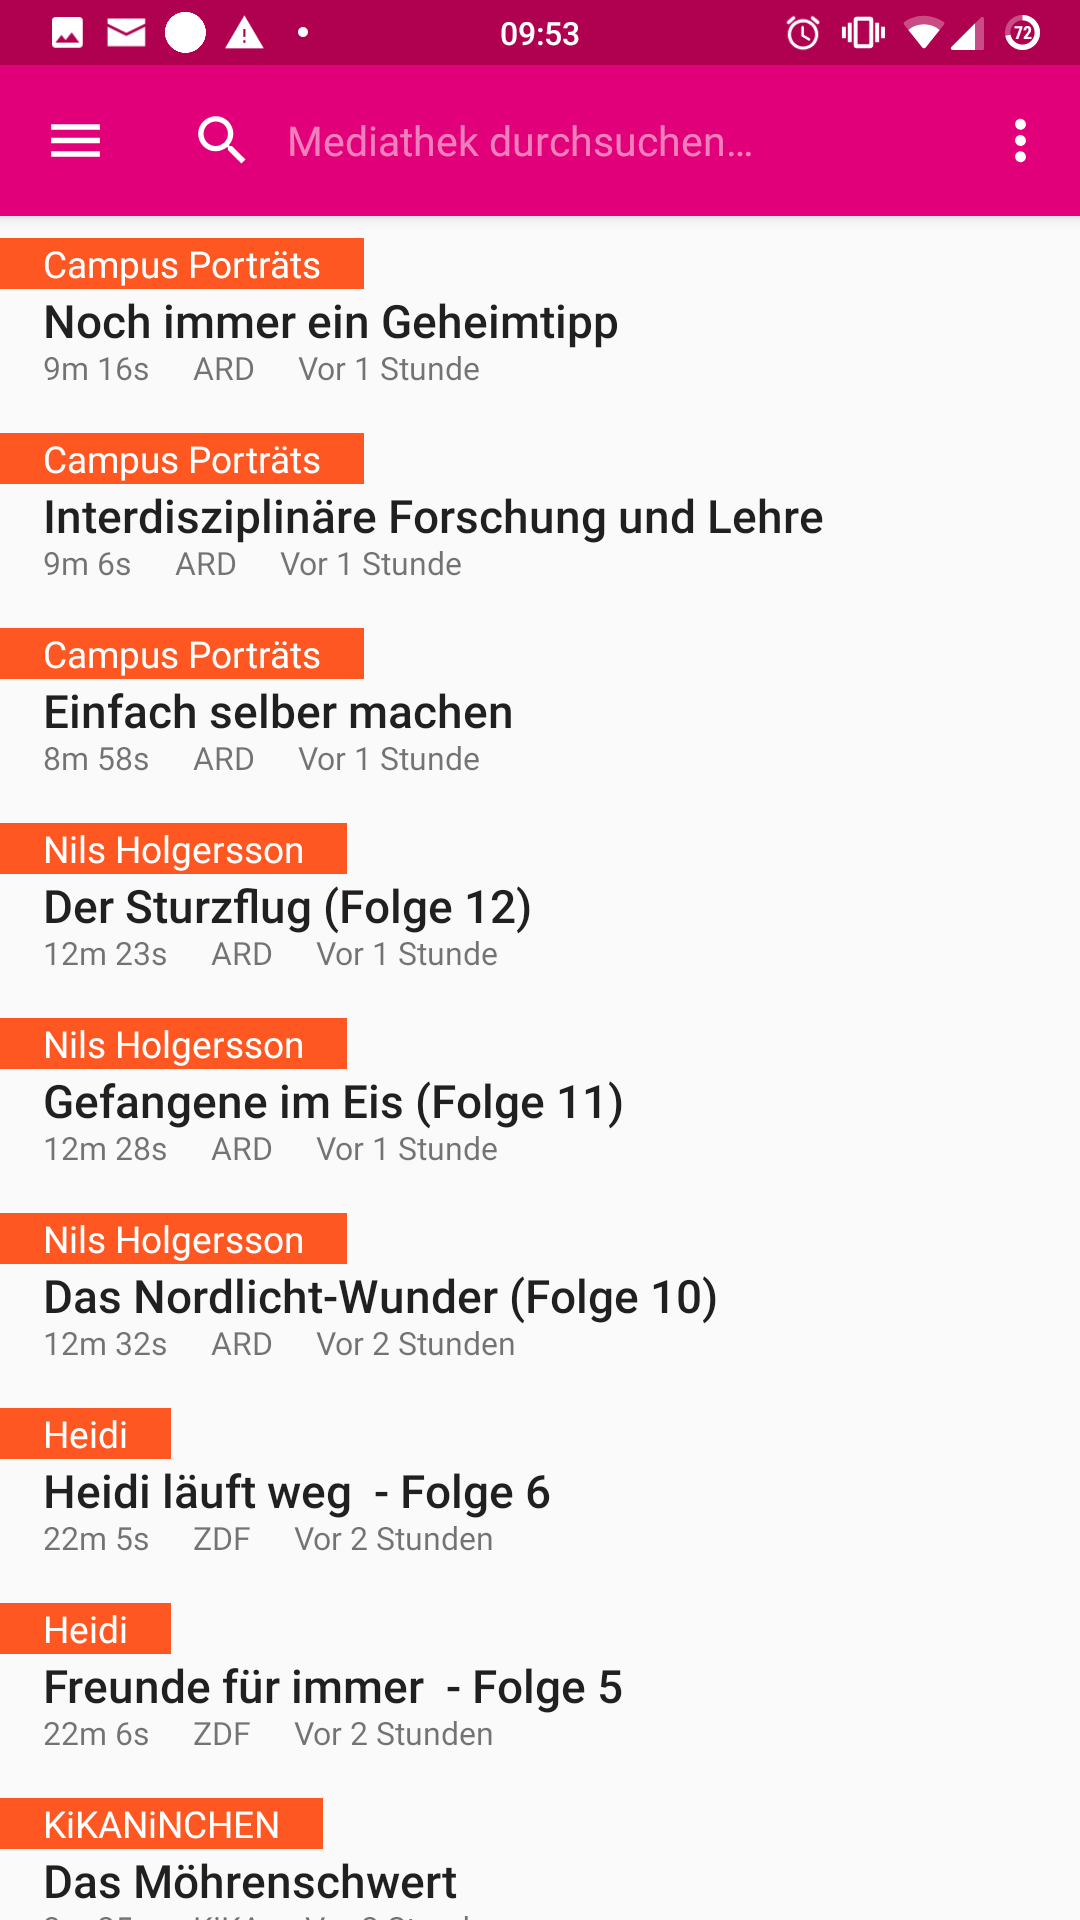 09:53
72
Mediathek durchsuchen...
Campus Porträts
Noch immer ein Geheimtipp
9m 16s ARD Vor 1 Stunde
Campus Porträts
Interdisziplinäre Forschung und Lehre
9m 6s ARD Vor 1 Stunde
Campus Porträts
Einfach selber machen
8m 58s ARD Vor 1 Stunde
Nils Holgersson
Der Sturzflug (Folge 12)
12m 23s ARD Vor 1 Stunde
Nils Holgersson
Gefangene im Eis (Folge 11)
12m 28s ARD Vor 1 Stunde
Nils Holgersson
Das Nordlicht-Wunder (Folge 10)
12m 32s ARD Vor 2 Stunden
Heidi
Heidi läuft weg  - Folge 6
22m 5s ZDF Vor 2 Stunden
Heidi
Freunde für immer  - Folge 5
22m 6s ZDF Vor 2 Stunden
KiKANiNCHEN
Das Möhrenschwert